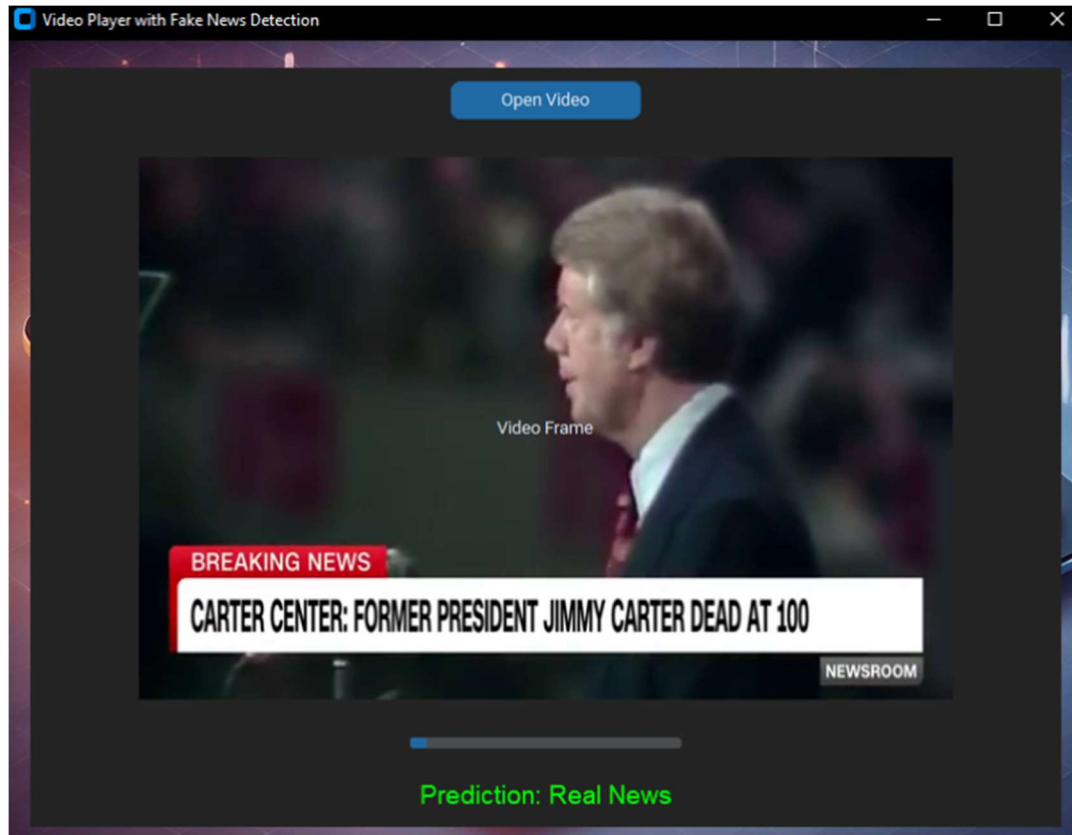 Video Player with Fake News Detection
Open Video
Video Frame
BREAKING NEWS
CARTER CENTER: FORMER PRESIDENT JIMMY CARTER DEAD AT 100
NEWSROOM
Prediction: Real News